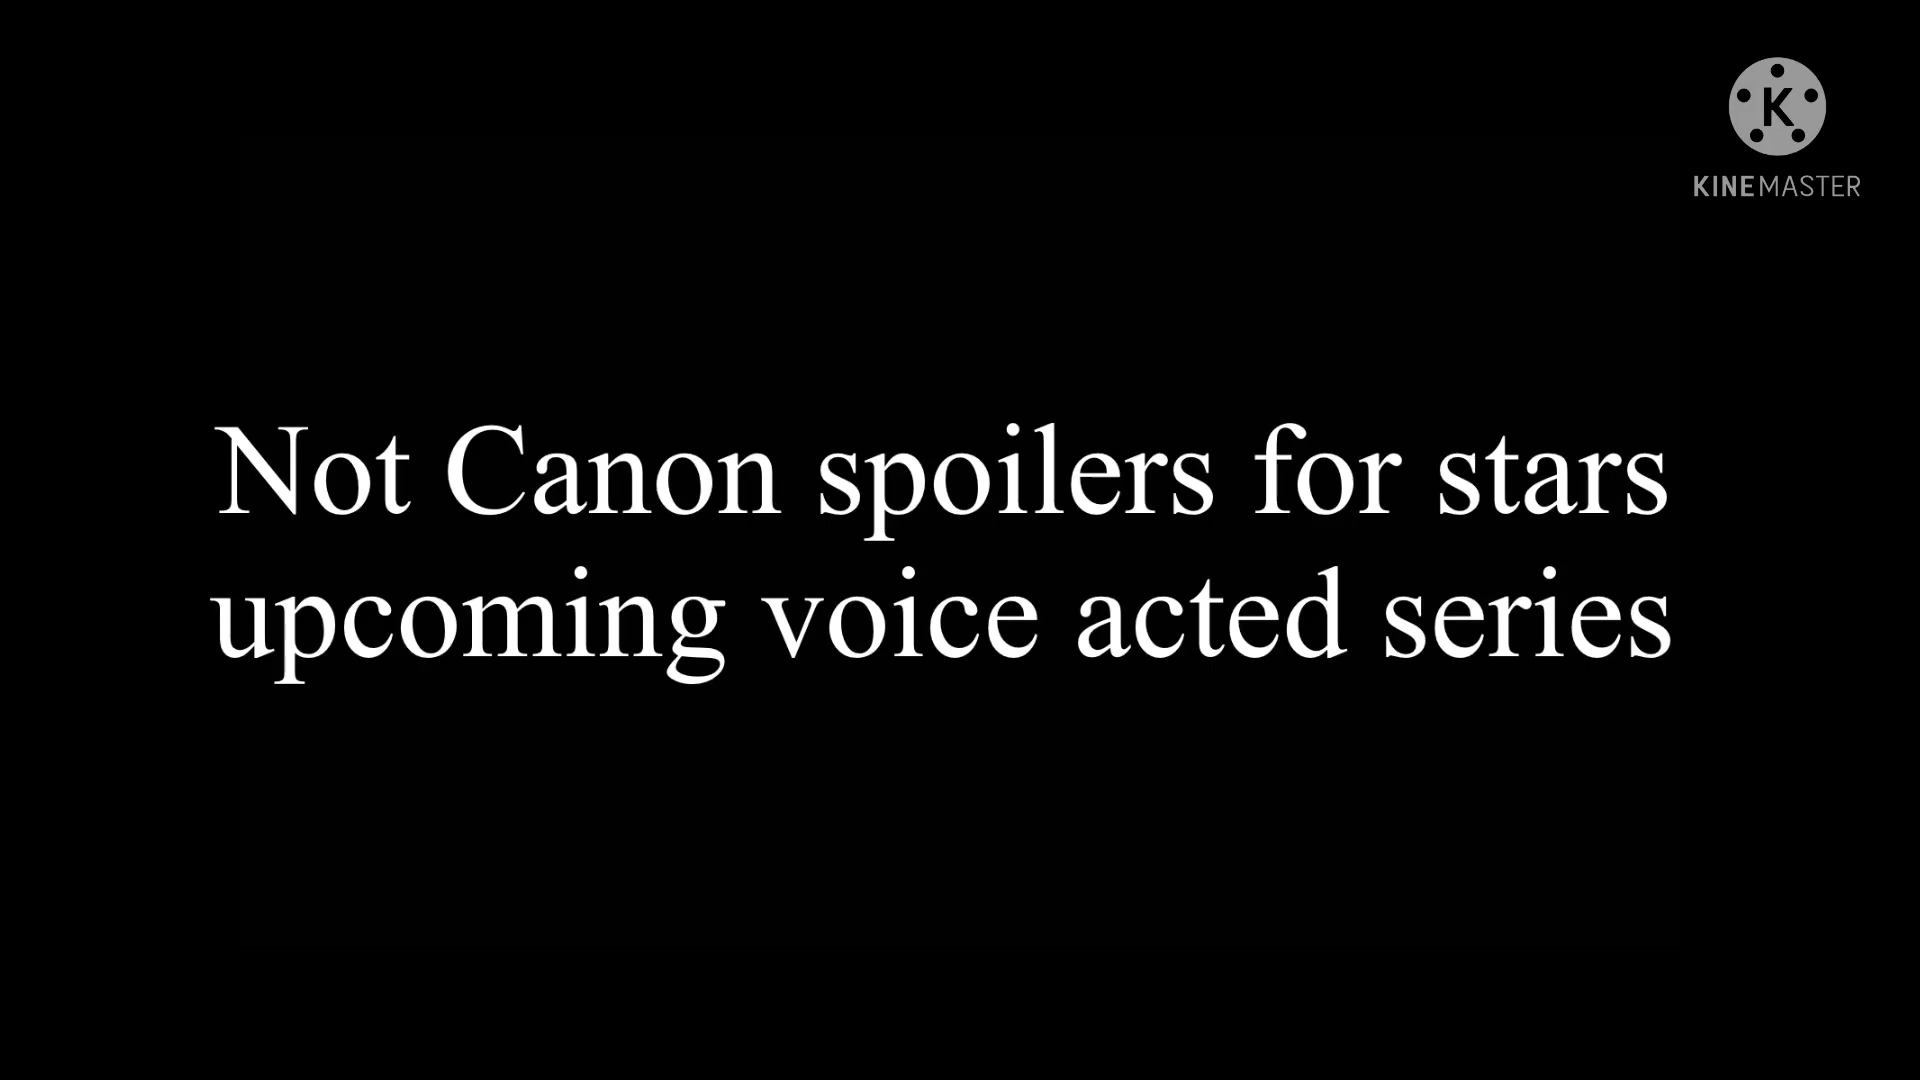 K
KINEMASTER
Not Canon spoilers for stars
upcoming voice acted series